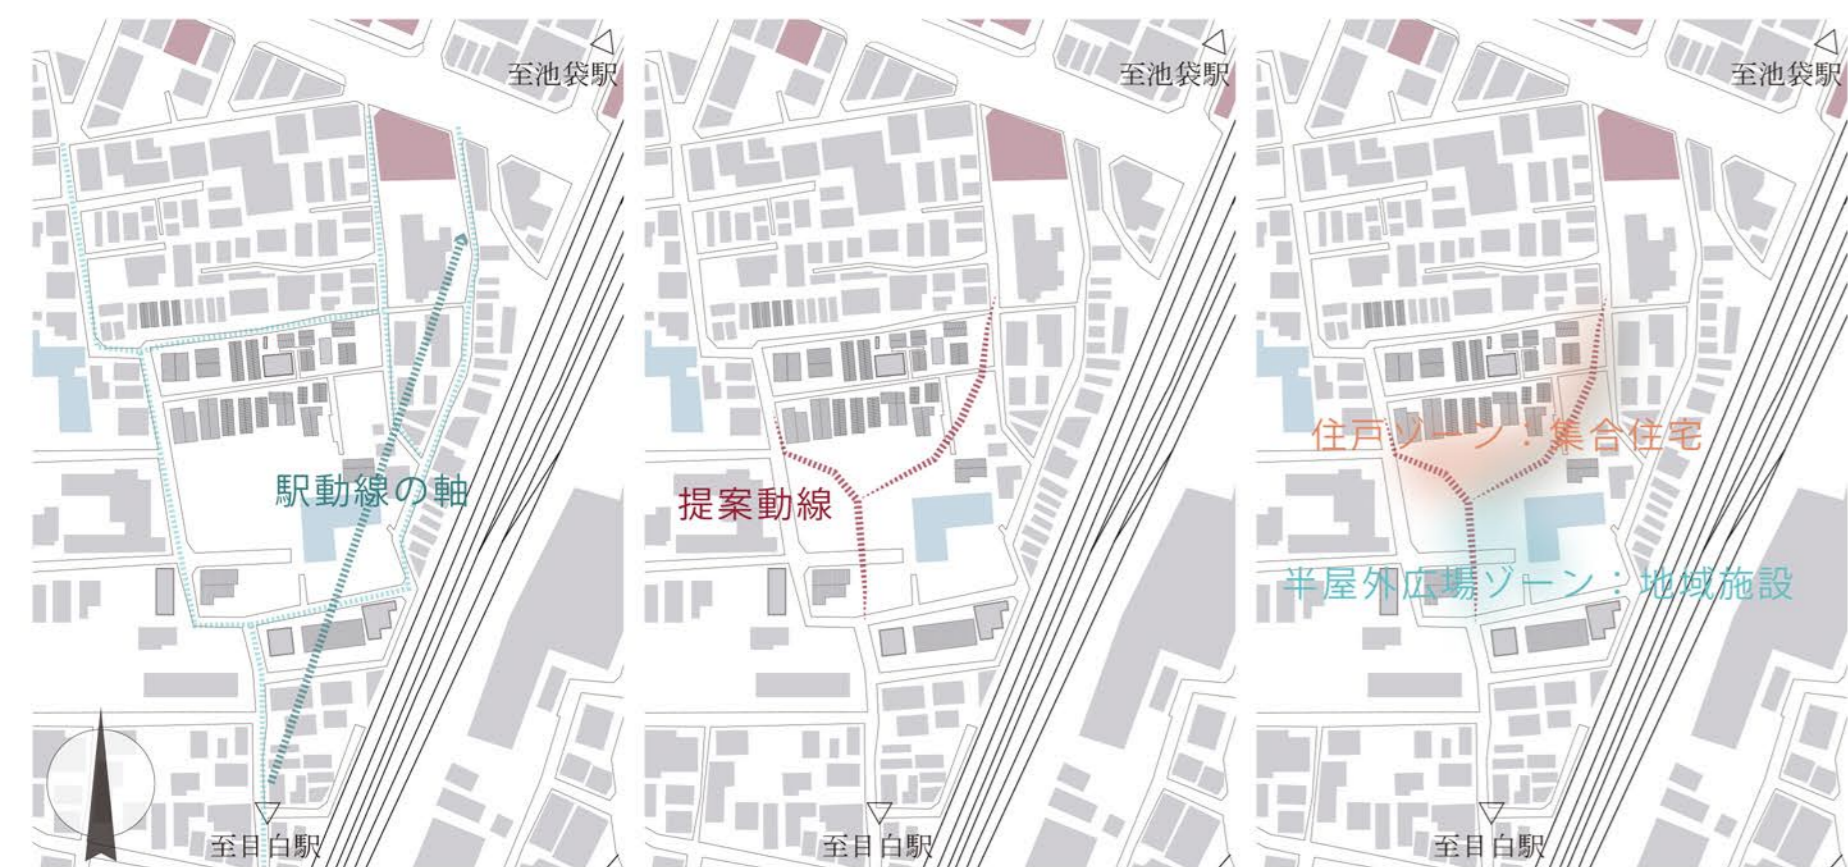 至池袋駅
駅動線の軸
至目白駅
至池袋駅
提案動線
至目白駅
至池袋駅
住戸ゾーン：集合住宅
半屋外広場ゾーン：地域施設
至目白駅